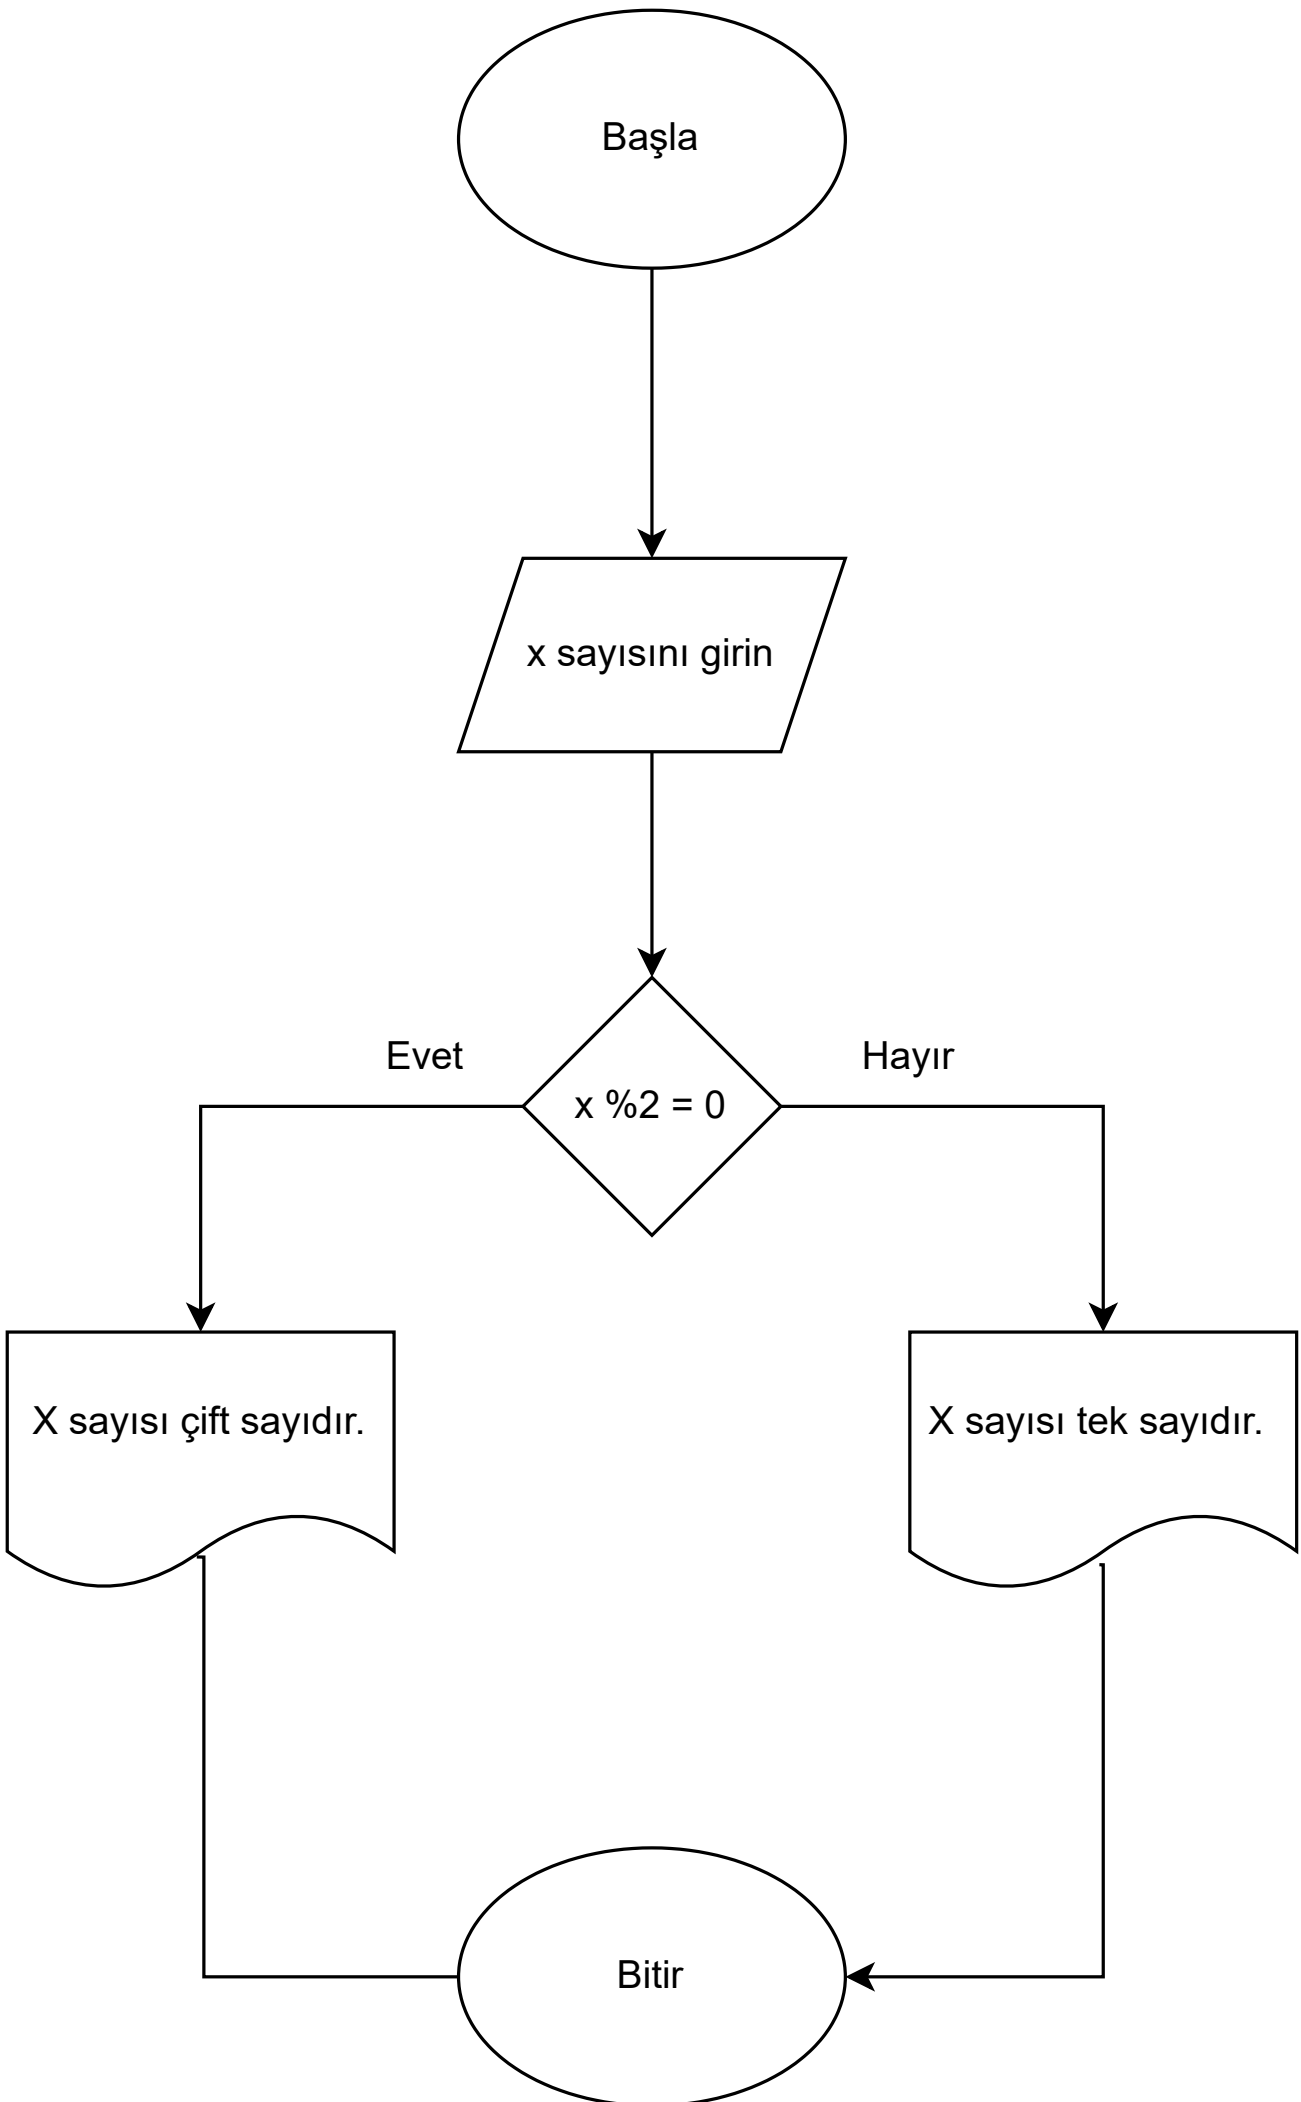 Başla
x sayısını girin
Evet
Hayır
x %2 = 0
X sayısı çift sayıdır.
X sayısı tek sayıdır.
Bitir